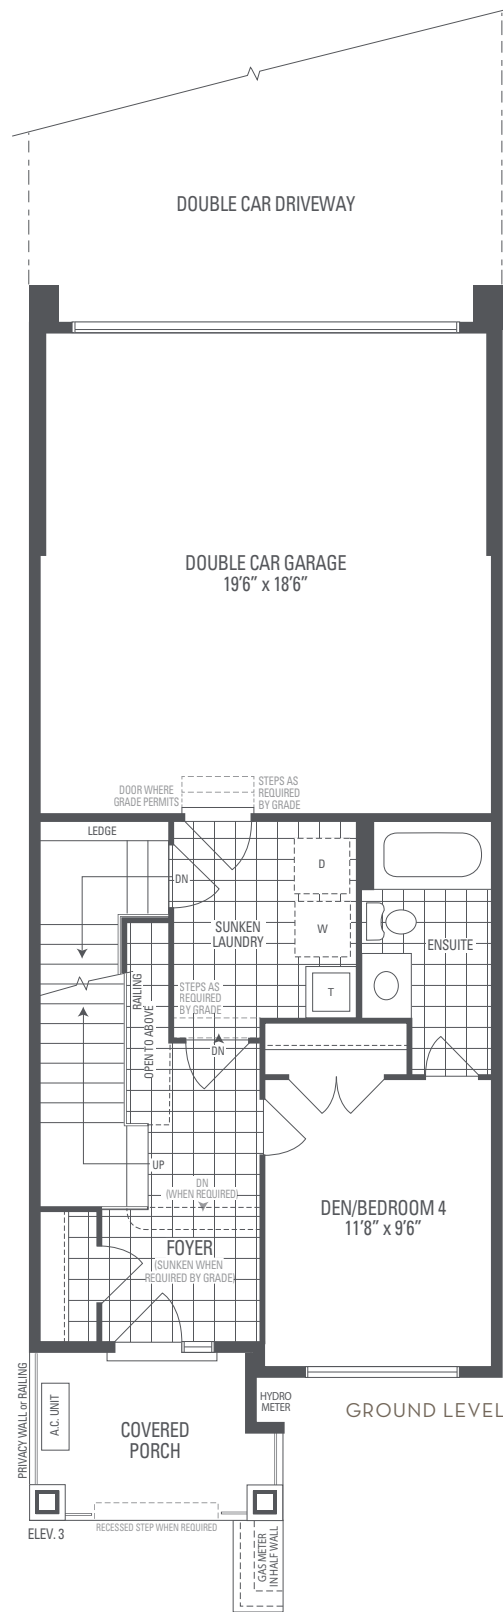 DOUBLE CAR DRIVEWAY
DOUBLE CAR GARAGE
19'6" x 18'6"
DOOR WHERE
GRADE PERMITS
STEPS AS
REQUIRED
BY GRADE
LEDGE
DN
D
W
SUNKEN
LAUNDRY
ENSUITE
T
RAILING
OPEN TO ABOVE
STEPS AS
REQUIRED
BY GRADE
DN
UP
DN
(WHEN REQUIRED)
DEN/BEDROOM 4
11'8" x 9'6"
FOYER
(SUNKEN WHEN
REQUIRED BY GRADE)
PRIVACY WALL or RAILING
A.C. UNIT
COVERED
PORCH
HYDRO
METER
GROUND LEVEL
ELEV. 3
RECESSED STEP WHEN REQUIRED
GAS METER
IN HALF WALL